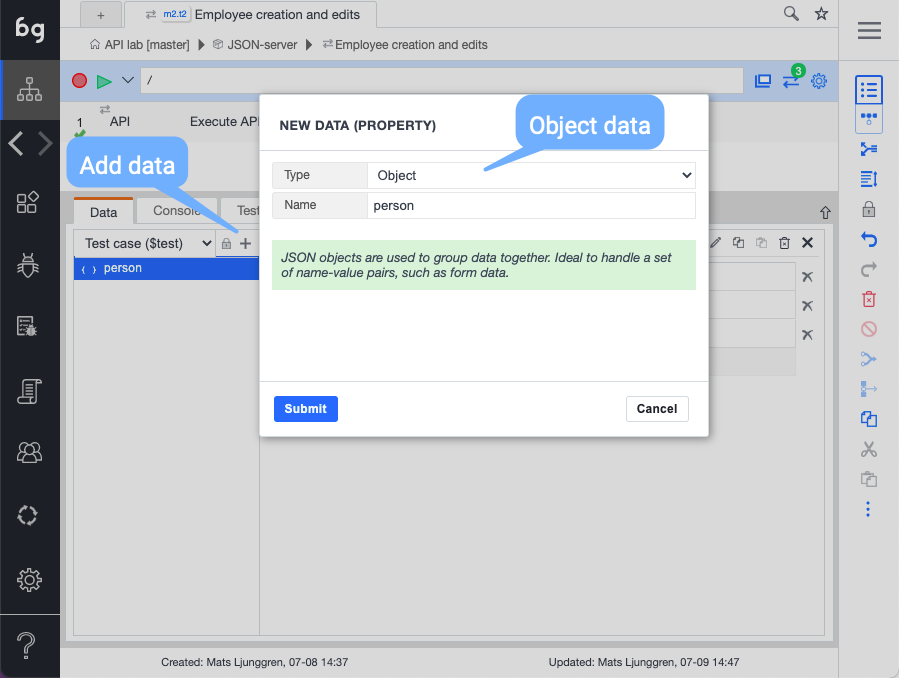 bg
+
m2.t2 Employee creation and edits
API lab [master] JSON-server Employee creation and edits
/
3
1 API Execute API
NEW DATA (PROPERTY)
Object data
Add data
Type Object
Name person
Data Console Test
Test case ($test)
{ } person
JSON objects are used to group data together. Ideal to handle a set
of name-value pairs, such as form data.
Submit Cancel
Created: Mats Ljunggren, 07-08 14:37 Updated: Mats Ljunggren, 07-09 14:47